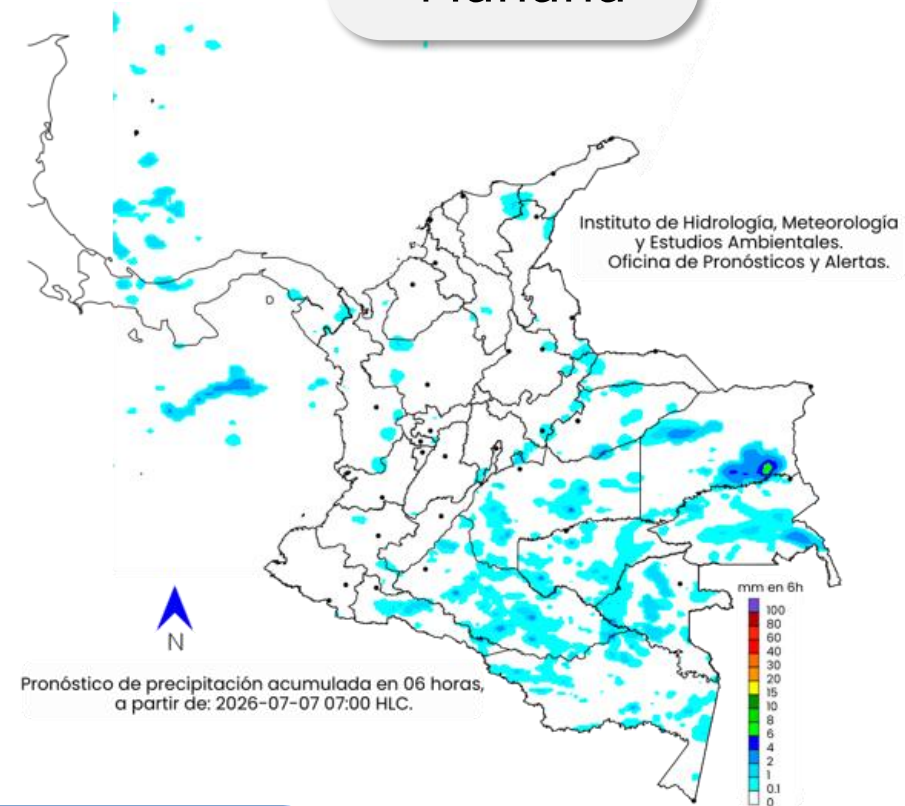 Mañana
Instituto de Hidrología, Meteorología
y Estudios Ambientales.
Oficina de Pronósticos y Alertas.
mm en 6h
100
80
60
40
30
20
15
10
8
6
4
2
1
0.1
0
N
Pronóstico de precipitación acumulada en 06 horas,
a partir de: 2026-07-07 07:00 HLC.